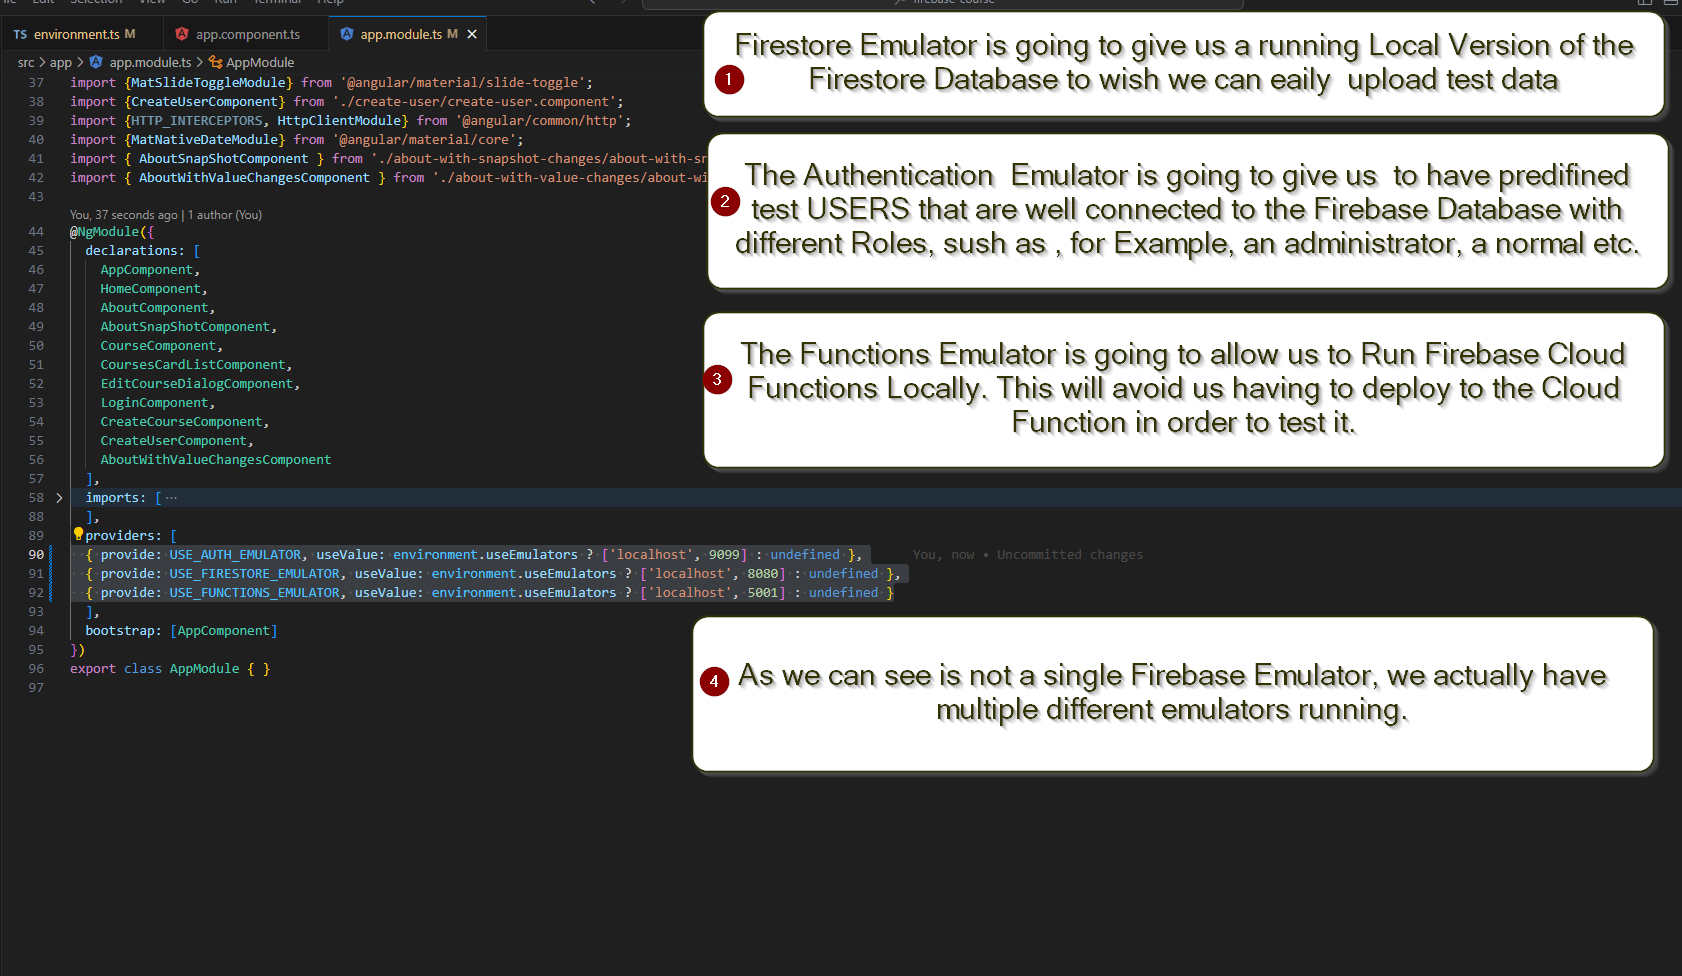 File Edit Selection View Go Run Terminal Help
firebase-course
TS environment.ts M
app.component.ts
app.module.ts M
src > app > app.module.ts > AppModule
37 import {MatSlideToggleModule} from '@angular/material/slide-toggle';
38 import {CreateUserComponent} from './create-user/create-user.component';
39 import {HTTP_INTERCEPTORS, HttpClientModule} from '@angular/common/http';
40 import {MatNativeDateModule} from '@angular/material/core';
41 import { AboutSnapShotComponent } from './about-with-snapshot-changes/about-with-sn
42 import { AboutWithValueChangesComponent } from './about-with-value-changes/about-wi
43
You, 37 seconds ago | 1 author (You)
44 @NgModule({
45 declarations: [
46 AppComponent,
47 HomeComponent,
48 AboutComponent,
49 AboutSnapShotComponent,
50 CourseComponent,
51 CoursesCardListComponent,
52 EditCourseDialogComponent,
53 LoginComponent,
54 CreateCourseComponent,
55 CreateUserComponent,
56 AboutWithValueChangesComponent
57 ],
58 imports: [ ···
88 ],
89 providers: [
90 { provide: USE_AUTH_EMULATOR, useValue: environment.useEmulators ? ['localhost', 9099] : undefined }, You, now • Uncommitted changes
91 { provide: USE_FIRESTORE_EMULATOR, useValue: environment.useEmulators ? ['localhost', 8080] : undefined },
92 { provide: USE_FUNCTIONS_EMULATOR, useValue: environment.useEmulators ? ['localhost', 5001] : undefined }
93 ],
94 bootstrap: [AppComponent]
95 })
96 export class AppModule { }
97
1
Firestore Emulator is going to give us a running Local Version of the
Firestore Database to wish we can eaily upload test data
2
The Authentication Emulator is going to give us to have predifined
test USERS that are well connected to the Firebase Database with
different Roles, sush as , for Example, an administrator, a normal etc.
3
The Functions Emulator is going to allow us to Run Firebase Cloud
Functions Locally. This will avoid us having to deploy to the Cloud
Function in order to test it.
4
As we can see is not a single Firebase Emulator, we actually have
multiple different emulators running.